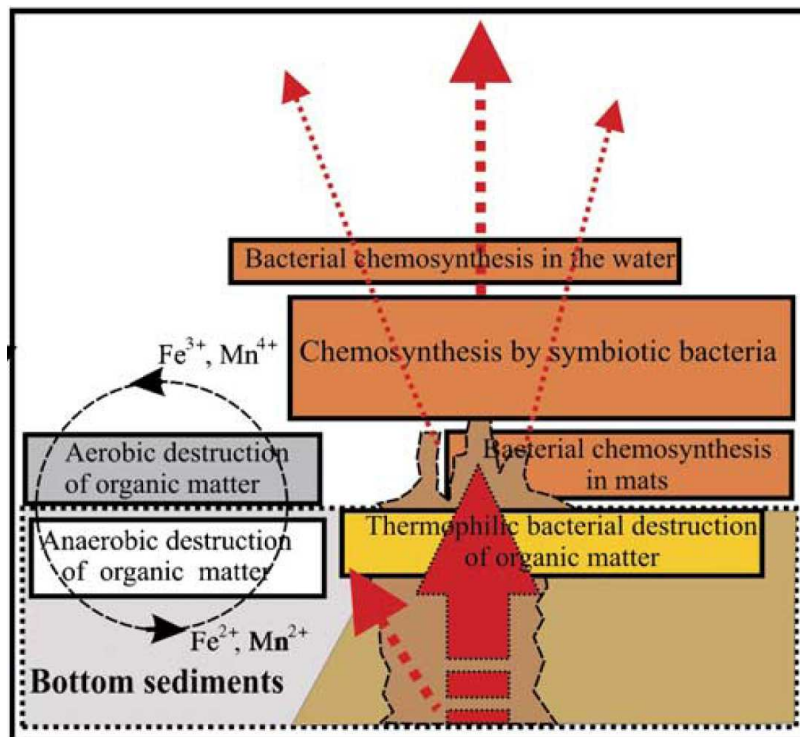 Bacterial chemosynthesis in the water
Chemosynthesis by symbiotic bacteria
Fe³⁺, Mn⁴⁺
Aerobic destruction
of organic matter
Bacterial chemosynthesis
in mats
Anaerobic destruction
of organic matter
Thermophilic bacterial destruction
of organic matter
Fe²⁺, Mn²⁺
Bottom sediments